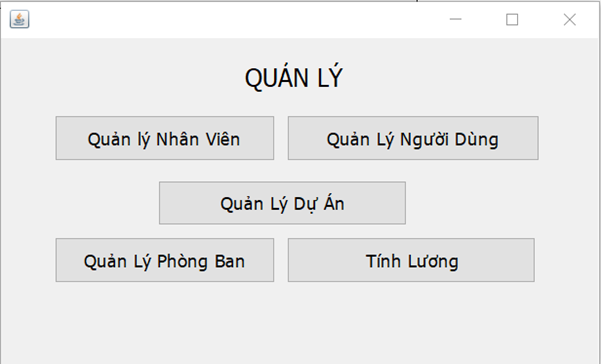 QUÁN LÝ
Quản lý Nhân Viên
Quản Lý Người Dùng
Quản Lý Dự Án
Quản Lý Phòng Ban
Tính Lương